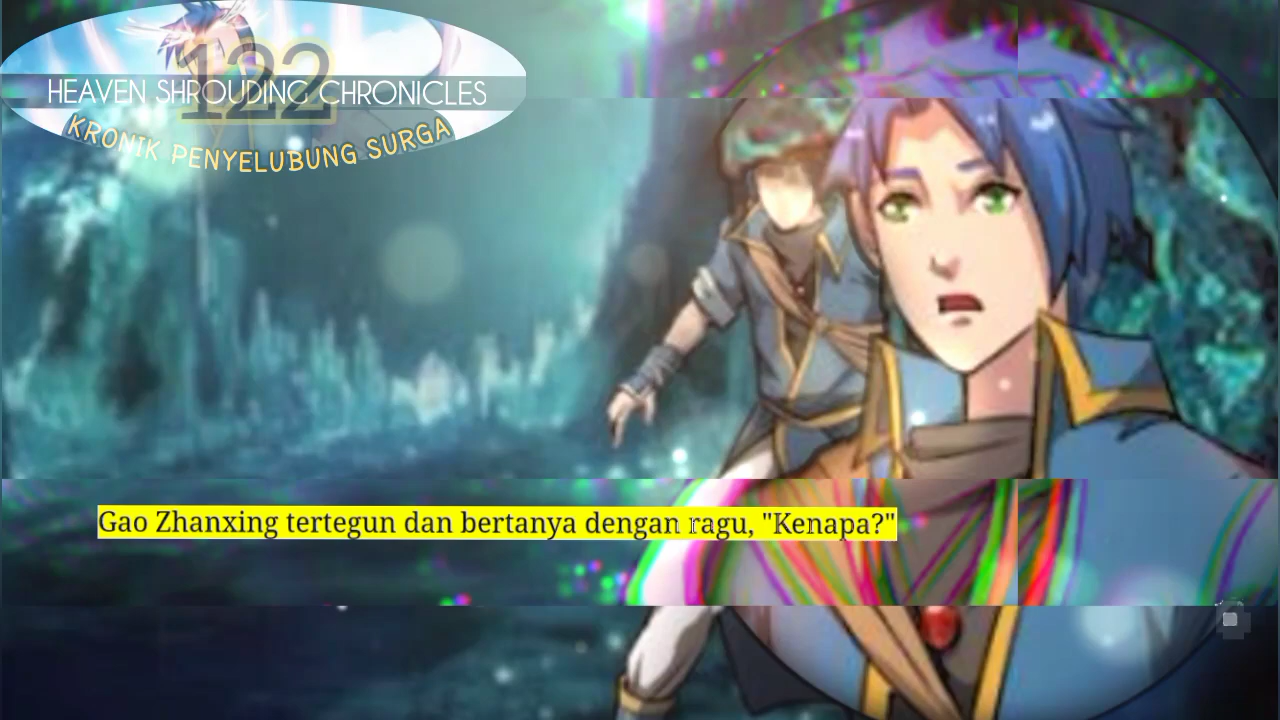 122
HEAVEN SHROUDING CHRONICLES
KRONIK PENYELUBUNG SURGA
Gao Zhanxing tertegun dan bertanya dengan ragu, "Kenapa?"